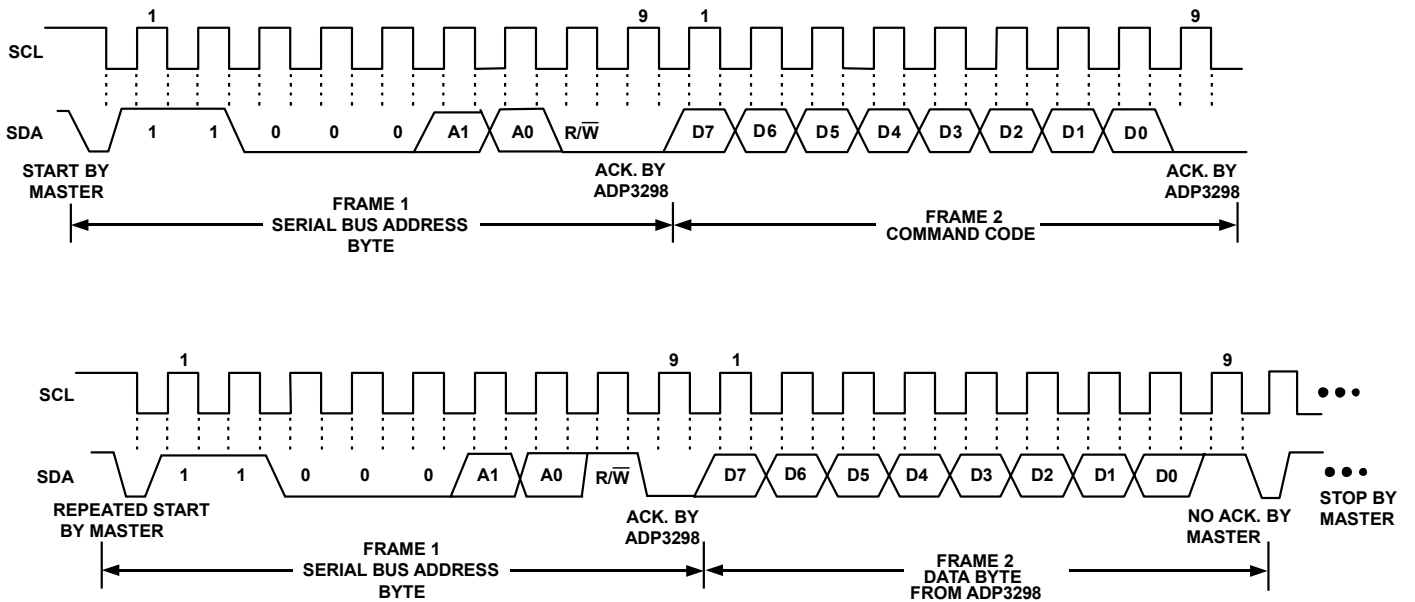 1 9 1 9
SCL
SDA 1 1 0 0 0 A1 A0 R/W̅ D7 D6 D5 D4 D3 D2 D1 D0
START BY
MASTER
ACK. BY
ADP3298
ACK. BY
ADP3298
FRAME 1
SERIAL BUS ADDRESS
BYTE
FRAME 2
COMMAND CODE
1 9 1 9
SCL
SDA 1 1 0 0 0 A1 A0 R/W̅ D7 D6 D5 D4 D3 D2 D1 D0
REPEATED START
BY MASTER
ACK. BY
ADP3298
NO ACK. BY
MASTER
STOP BY
MASTER
FRAME 1
SERIAL BUS ADDRESS
BYTE
FRAME 2
DATA BYTE
FROM ADP3298